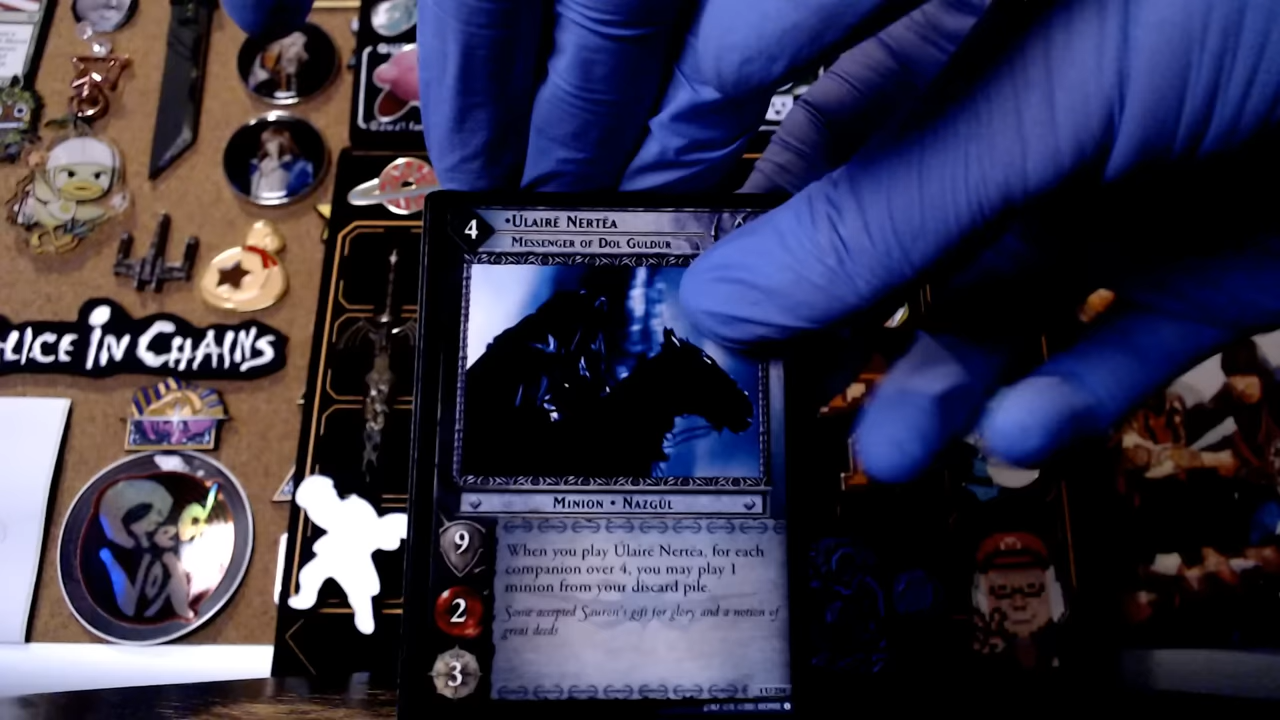 4
•ÚLAIRË NERTËA
MESSENGER OF DOL GULDUR
MINION • NAZGÛL
9
When you play Úlairë Nertëa, for each
companion over 4, you may play 1
minion from your discard pile.
2
Some accepted Sauron's gift for glory and a notion of
great deeds
3
1 U 230
LICE IN CHAINS